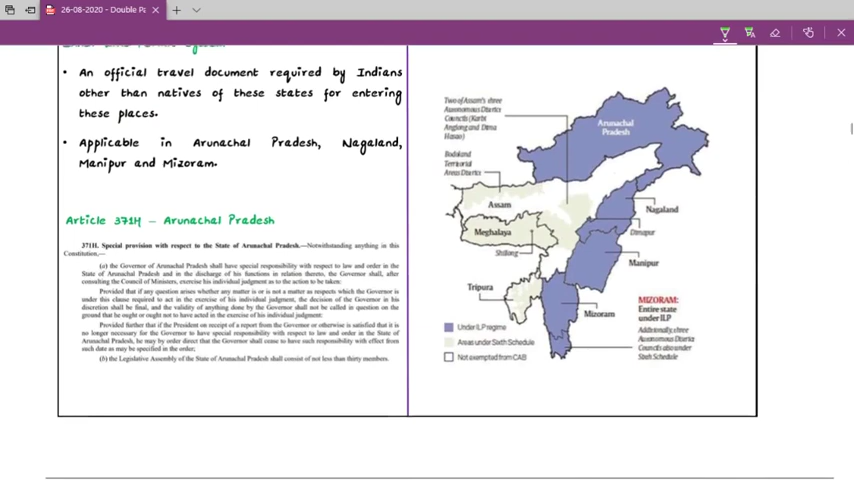 26-08-2020 - Double Pa
• An official travel document required by Indians
other than natives of these states for entering
these places.
• Applicable in Arunachal Pradesh, Nagaland,
Manipur and Mizoram.
Article 371H – Arunachal Pradesh
371H. Special provision with respect to the State of Arunachal Pradesh.—Notwithstanding anything in this
Constitution,—
(a) the Governor of Arunachal Pradesh shall have special responsibility with respect to law and order in the
State of Arunachal Pradesh and in the discharge of his functions in relation thereto, the Governor shall, after
consulting the Council of Ministers, exercise his individual judgment as to the action to be taken:
Provided that if any question arises whether any matter is or is not a matter as respects which the Governor is
under this clause required to act in the exercise of his individual judgment, the decision of the Governor in his
discretion shall be final, and the validity of anything done by the Governor shall not be called in question on
the ground that he ought or ought not to have acted in the exercise of his individual judgment:
Provided further that if the President on receipt of a report from the Governor or otherwise is satisfied that it is
no longer necessary for the Governor to have special responsibility with respect to law and order in the State of
Arunachal Pradesh, he may by order direct that the Governor shall cease to have such responsibility with effect from
such date as may be specified in the order;
(b) the Legislative Assembly of the State of Arunachal Pradesh shall consist of not less than thirty members.
Two of Assam's three
Autonomous District
Councils (Karbi
Anglong and Dima
Hasao)
Bodoland
Territorial
Areas District
Arunachal
Pradesh
Assam
Nagaland
Meghalaya
Dimapur
Shillong
Manipur
Tripura
Mizoram
MIZORAM:
Entire state
under ILP
Additionally, three
Autonomous District
Councils also under
Sixth Schedule
Under ILP regime
Areas under Sixth Schedule
Not exempted from CAB